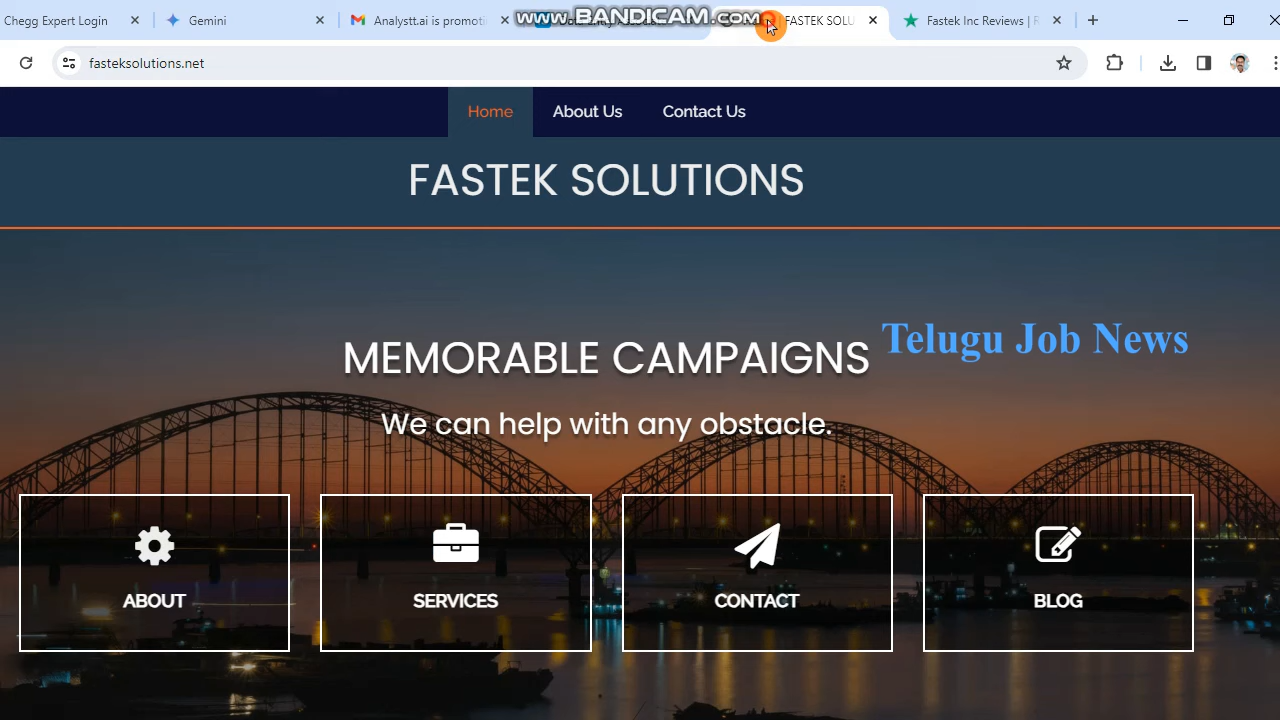 Chegg Expert Login
Gemini
Analystt.ai is promoti
www.BANDICAM.com
| FASTEK SOLU
Fastek Inc Reviews | R
fasteksolutions.net
Home
About Us
Contact Us
FASTEK SOLUTIONS
MEMORABLE CAMPAIGNS
Telugu Job News
We can help with any obstacle.
ABOUT
SERVICES
CONTACT
BLOG